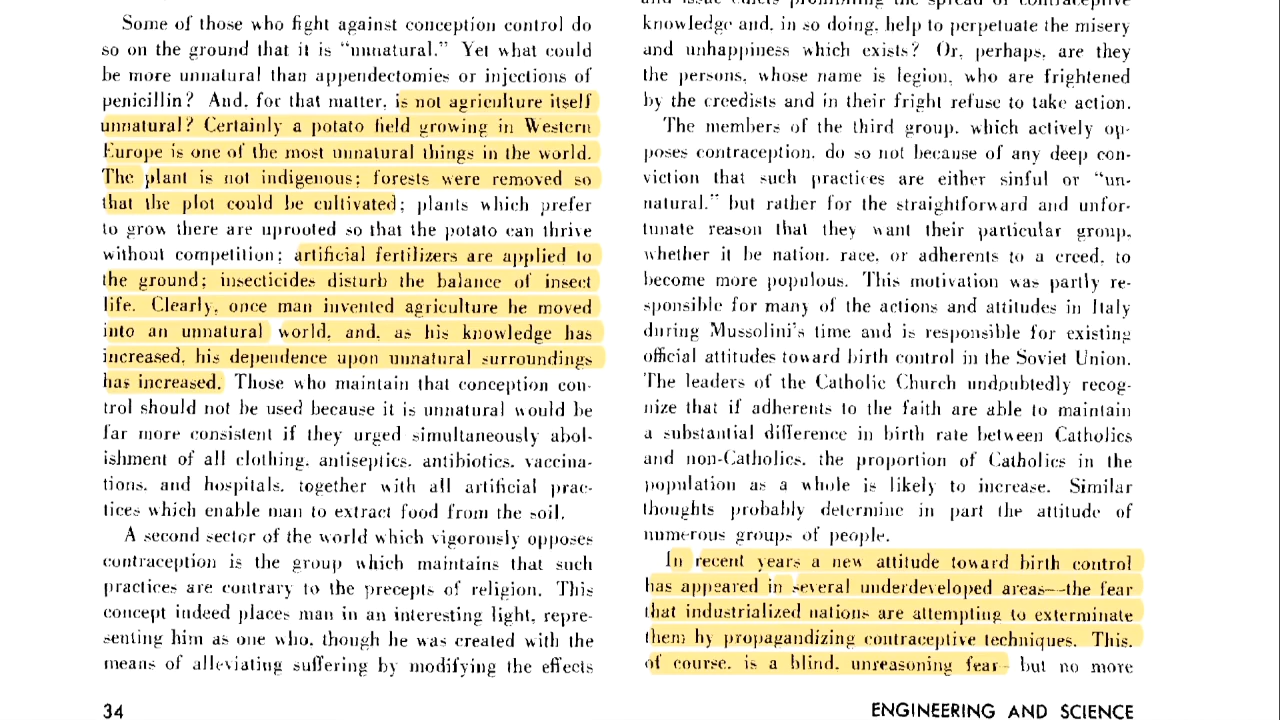 Some of those who fight against conception control do
so on the ground that it is "unnatural." Yet what could
be more unnatural than appendectomies or injections of
penicillin? And, for that matter, is not agriculture itself
unnatural? Certainly a potato field growing in Western
Europe is one of the most unnatural things in the world.
The plant is not indigenous; forests were removed so
that the plot could be cultivated; plants which prefer
to grow there are uprooted so that the potato can thrive
without competition; artificial fertilizers are applied to
the ground; insecticides disturb the balance of insect
life. Clearly, once man invented agriculture he moved
into an unnatural world, and, as his knowledge has
increased, his dependence upon unnatural surroundings
has increased. Those who maintain that conception con-
trol should not be used because it is unnatural would be
far more consistent if they urged simultaneously abol-
ishment of all clothing, antiseptics, antibiotics, vaccina-
tions, and hospitals, together with all artificial prac-
tices which enable man to extract food from the soil.
A second sector of the world which vigorously opposes
contraception is the group which maintains that such
practices are contrary to the precepts of religion. This
concept indeed places man in an interesting light, repre-
senting him as one who, though he was created with the
means of alleviating suffering by modifying the effects
34
knowledge and, in so doing, help to perpetuate the misery
and unhappiness which exists? Or, perhaps, are they
the persons, whose name is legion, who are frightened
by the creedists and in their fright refuse to take action.
The members of the third group, which actively op-
poses contraception, do so not because of any deep con-
viction that such practices are either sinful or "un-
natural," but rather for the straightforward and unfor-
tunate reason that they want their particular group,
whether it be nation, race, or adherents to a creed, to
become more populous. This motivation was partly re-
sponsible for many of the actions and attitudes in Italy
during Mussolini's time and is responsible for existing
official attitudes toward birth control in the Soviet Union.
The leaders of the Catholic Church undoubtedly recog-
nize that if adherents to the faith are able to maintain
a substantial difference in birth rate between Catholics
and non-Catholics, the proportion of Catholics in the
population as a whole is likely to increase. Similar
thoughts probably determine in part the attitude of
numerous groups of people.
In recent years a new attitude toward birth control
has appeared in several underdeveloped areas—the fear
that industrialized nations are attempting to exterminate
them by propagandizing contraceptive techniques. This,
of course, is a blind, unreasoning fear—but no more
ENGINEERING AND SCIENCE